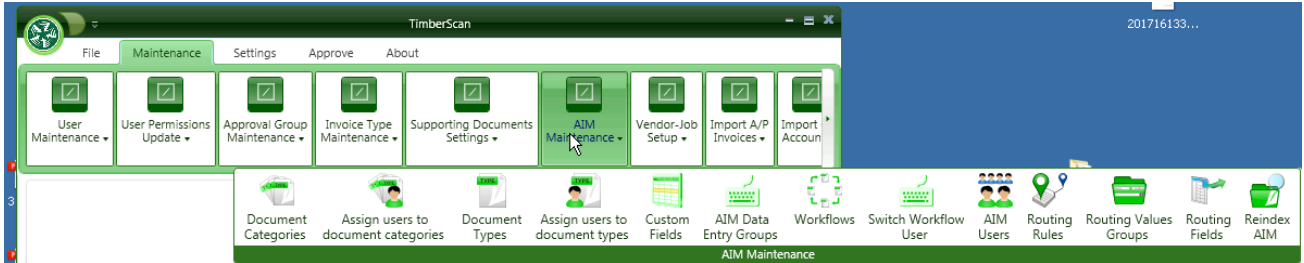 TimberScan
201716133...
File Maintenance Settings Approve About
User User Permissions Approval Group Invoice Type Supporting Documents AIM Vendor-Job Import A/P Import
Maintenance Update Maintenance Maintenance Settings Maintenance Setup Invoices Accoun
3
TYPE TYPE
Document Assign users to Document Assign users to Custom AIM Data Workflows Switch Workflow AIM Routing Routing Values Routing Reindex
Categories document categories Types document types Fields Entry Groups User Users Rules Groups Fields AIM
AIM Maintenance